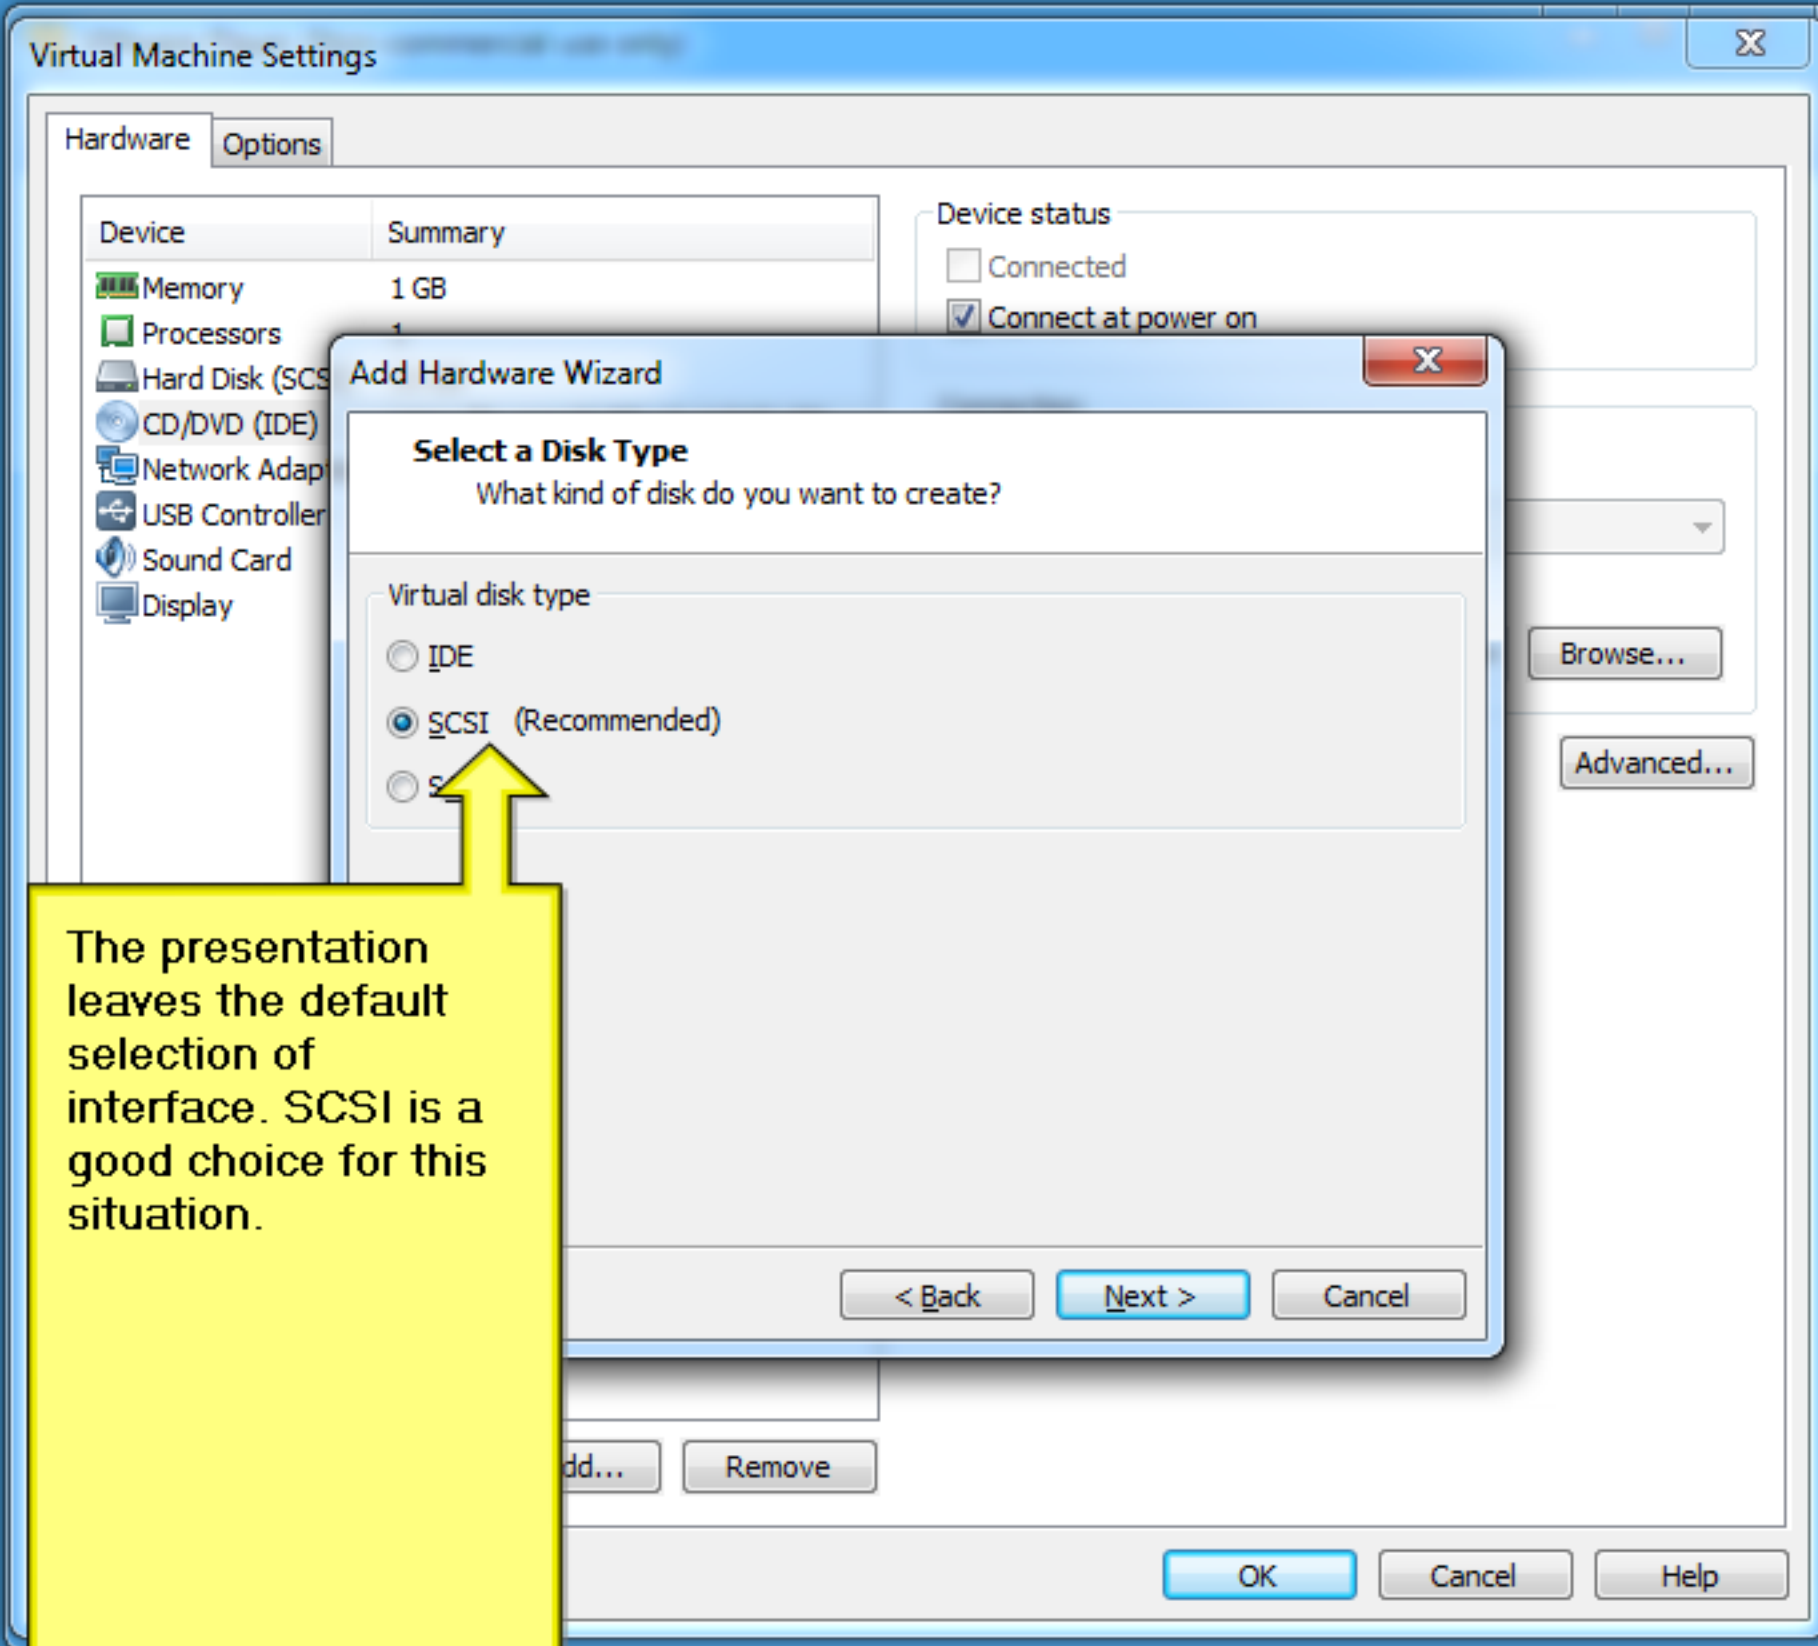 Virtual Machine Settings
Hardware
Options
Device Summary
Memory 1 GB
Processors 1
Hard Disk (SCS
CD/DVD (IDE)
Network Adap
USB Controller
Sound Card
Display
Device status
Connected
Connect at power on
Browse...
Advanced...
Add Hardware Wizard
Select a Disk Type
What kind of disk do you want to create?
Virtual disk type
IDE
SCSI (Recommended)
S
The presentation
leaves the default
selection of
interface. SCSI is a
good choice for this
situation.
< Back Next > Cancel
dd... Remove
OK Cancel Help